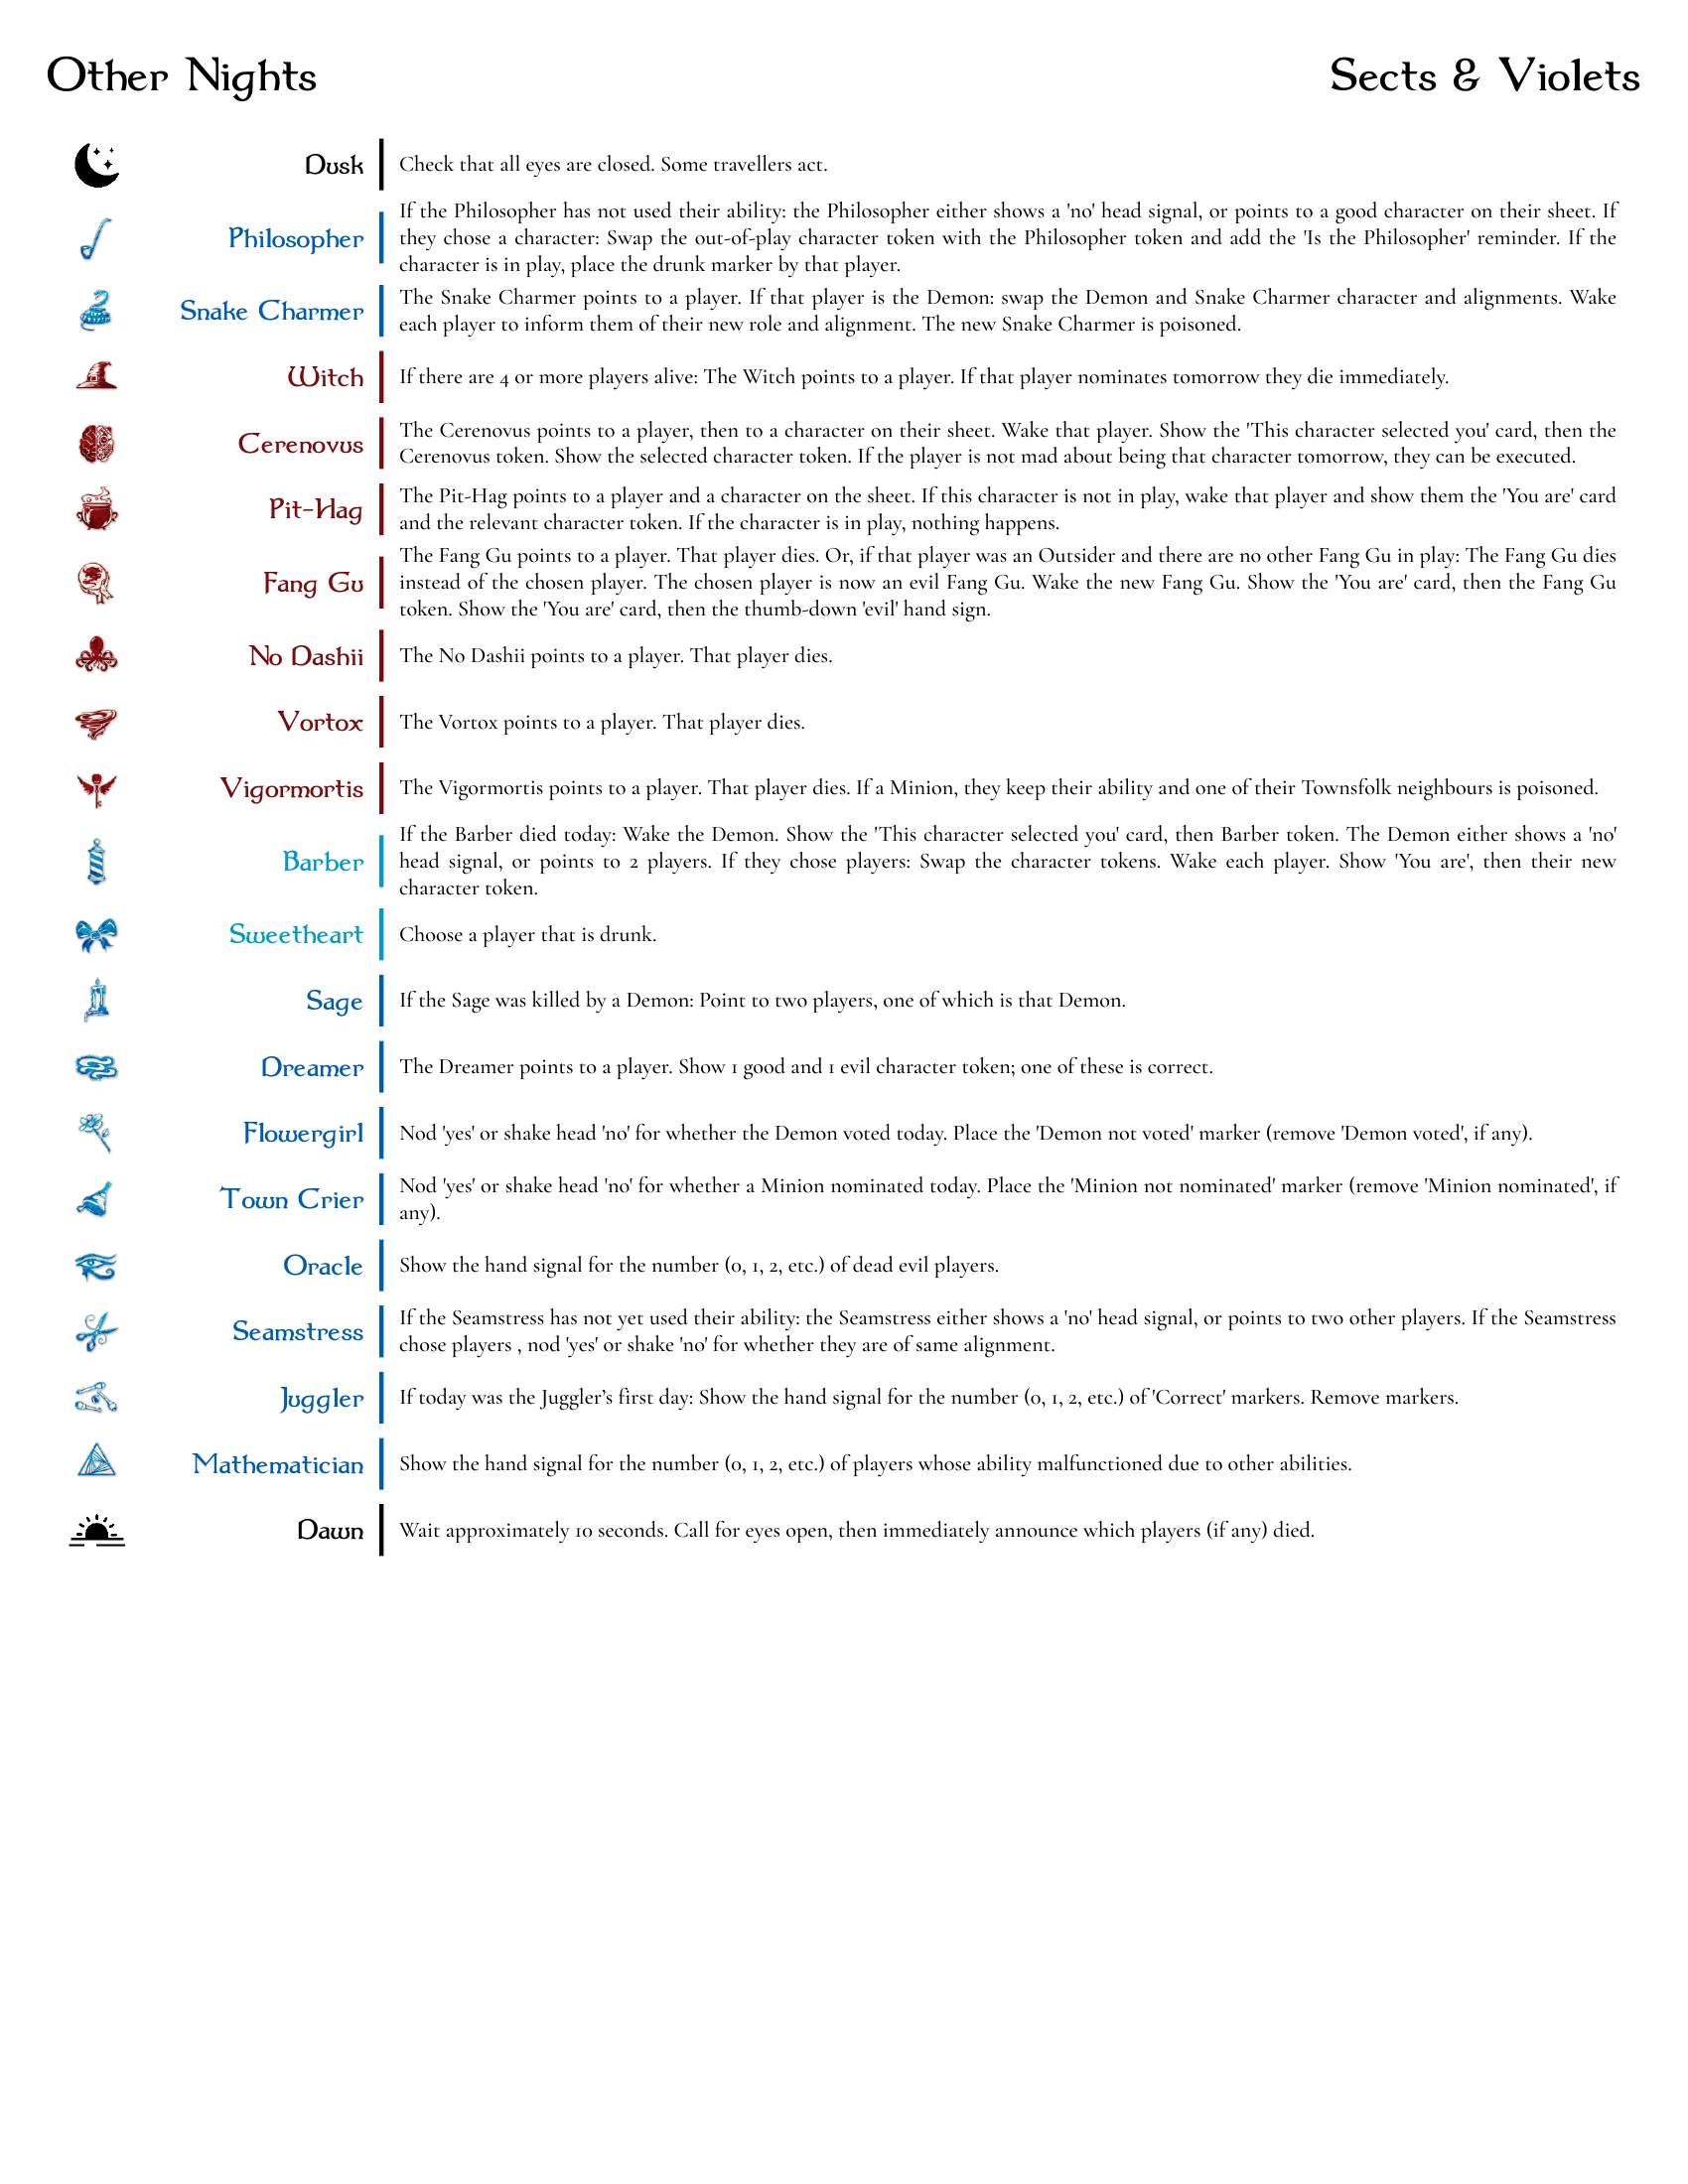 Other Nights
Sects & Violets
Dusk
Check that all eyes are closed. Some travellers act.
Philosopher
If the Philosopher has not used their ability: the Philosopher either shows a 'no' head signal, or points to a good character on their sheet. If
they chose a character: Swap the out-of-play character token with the Philosopher token and add the 'Is the Philosopher' reminder. If the
character is in play, place the drunk marker by that player.
Snake Charmer
The Snake Charmer points to a player. If that player is the Demon: swap the Demon and Snake Charmer character and alignments. Wake
each player to inform them of their new role and alignment. The new Snake Charmer is poisoned.
Witch
If there are 4 or more players alive: The Witch points to a player. If that player nominates tomorrow they die immediately.
Cerenovus
The Cerenovus points to a player, then to a character on their sheet. Wake that player. Show the 'This character selected you' card, then the
Cerenovus token. Show the selected character token. If the player is not mad about being that character tomorrow, they can be executed.
Pit-Hag
The Pit-Hag points to a player and a character on the sheet. If this character is not in play, wake that player and show them the 'You are' card
and the relevant character token. If the character is in play, nothing happens.
Fang Gu
The Fang Gu points to a player. That player dies. Or, if that player was an Outsider and there are no other Fang Gu in play: The Fang Gu dies
instead of the chosen player. The chosen player is now an evil Fang Gu. Wake the new Fang Gu. Show the 'You are' card, then the Fang Gu
token. Show the 'You are' card, then the thumb-down 'evil' hand sign.
No Dashii
The No Dashii points to a player. That player dies.
Vortox
The Vortox points to a player. That player dies.
Vigormortis
The Vigormortis points to a player. That player dies. If a Minion, they keep their ability and one of their Townsfolk neighbours is poisoned.
Barber
If the Barber died today: Wake the Demon. Show the 'This character selected you' card, then Barber token. The Demon either shows a 'no'
head signal, or points to 2 players. If they chose players: Swap the character tokens. Wake each player. Show 'You are', then their new
character token.
Sweetheart
Choose a player that is drunk.
Sage
If the Sage was killed by a Demon: Point to two players, one of which is that Demon.
Dreamer
The Dreamer points to a player. Show 1 good and 1 evil character token; one of these is correct.
Flowergirl
Nod 'yes' or shake head 'no' for whether the Demon voted today. Place the 'Demon not voted' marker (remove 'Demon voted', if any).
Town Crier
Nod 'yes' or shake head 'no' for whether a Minion nominated today. Place the 'Minion not nominated' marker (remove 'Minion nominated', if
any).
Oracle
Show the hand signal for the number (0, 1, 2, etc.) of dead evil players.
Seamstress
If the Seamstress has not yet used their ability: the Seamstress either shows a 'no' head signal, or points to two other players. If the Seamstress
chose players , nod 'yes' or shake 'no' for whether they are of same alignment.
Juggler
If today was the Juggler’s first day: Show the hand signal for the number (0, 1, 2, etc.) of 'Correct' markers. Remove markers.
Mathematician
Show the hand signal for the number (0, 1, 2, etc.) of players whose ability malfunctioned due to other abilities.
Dawn
Wait approximately 10 seconds. Call for eyes open, then immediately announce which players (if any) died.